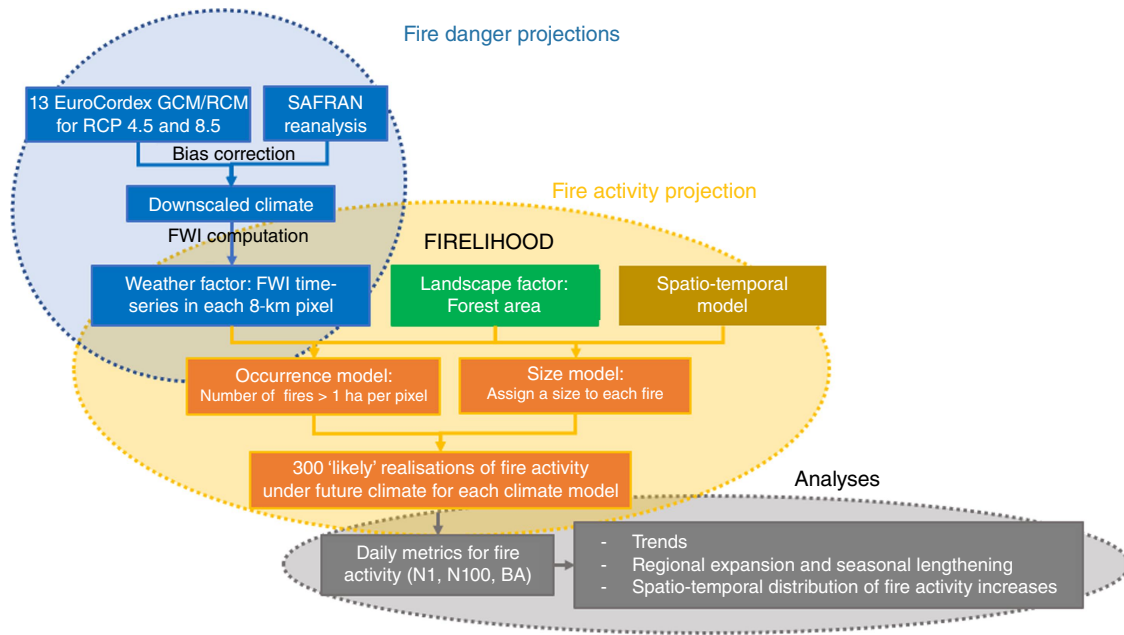 Fire danger projections
13 EuroCordex GCM/RCM
for RCP 4.5 and 8.5
SAFRAN
reanalysis
Bias correction
Downscaled climate
Fire activity projection
FWI computation
FIRELIHOOD
Weather factor: FWI time-
series in each 8-km pixel
Landscape factor:
Forest area
Spatio-temporal
model
Occurrence model:
Number of fires > 1 ha per pixel
Size model:
Assign a size to each fire
300 ‘likely’ realisations of fire activity
under future climate for each climate model
Analyses
Daily metrics for fire
activity (N1, N100, BA)
- Trends
- Regional expansion and seasonal lengthening
- Spatio-temporal distribution of fire activity increases